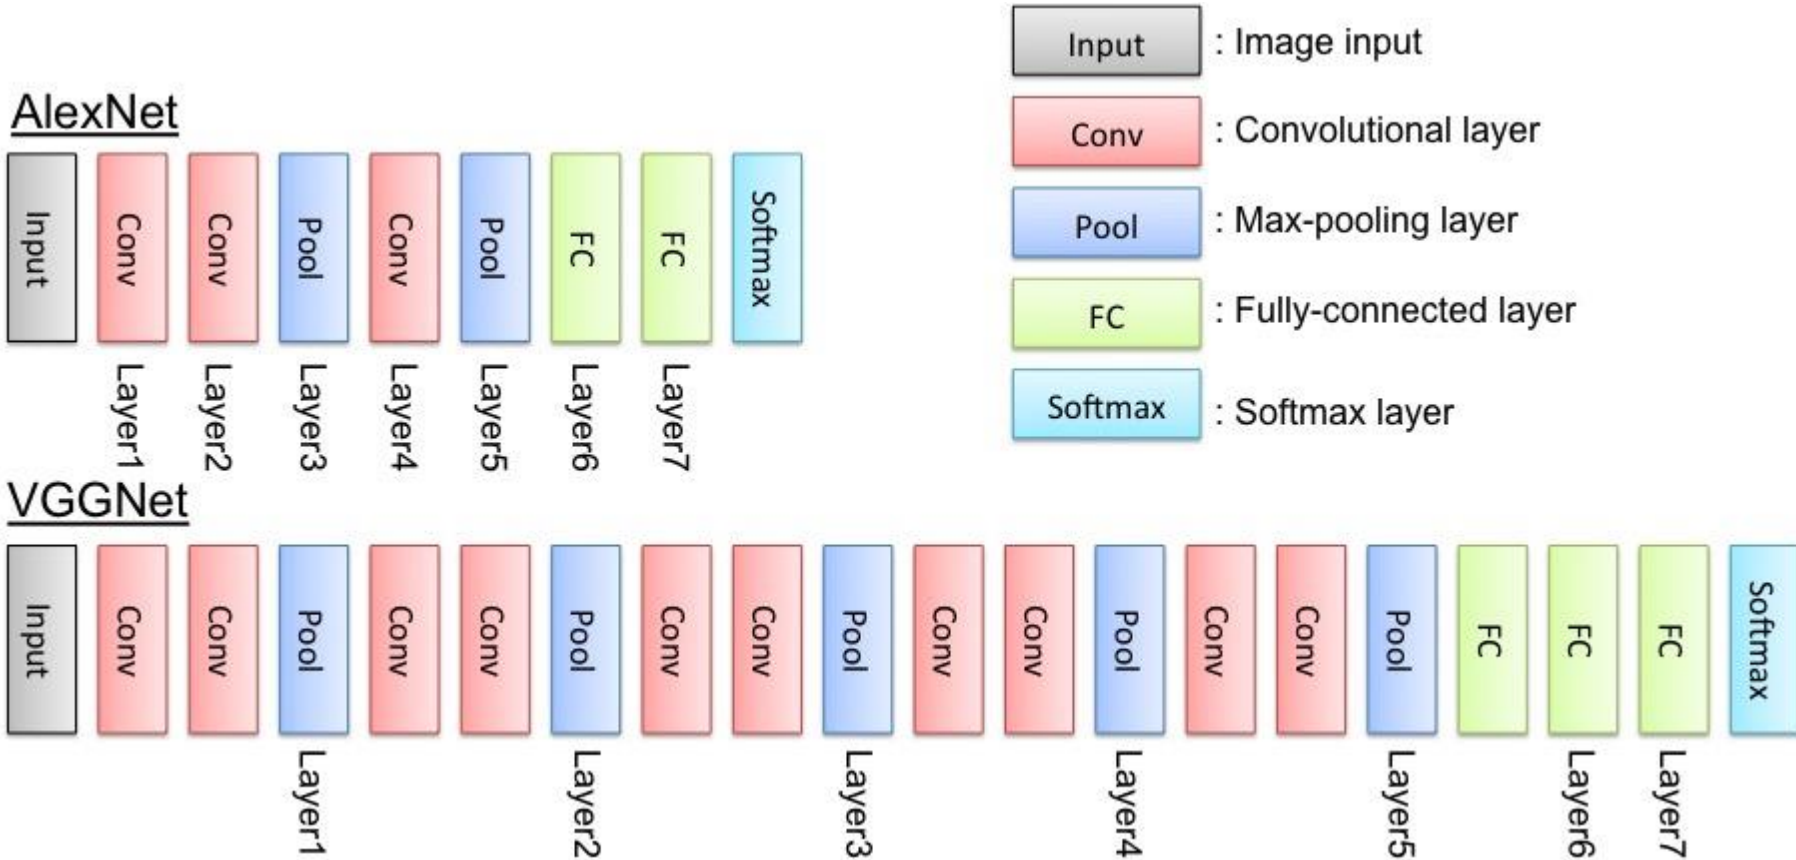 Input : Image input
Conv : Convolutional layer
Pool : Max-pooling layer
FC : Fully-connected layer
Softmax : Softmax layer
AlexNet
Input Conv Conv Pool Conv Pool FC FC Softmax
Layer1 Layer2 Layer3 Layer4 Layer5 Layer6 Layer7
VGGNet
Input Conv Conv Pool Conv Conv Pool Conv Conv Pool Conv Conv Pool Conv Conv Pool FC FC FC Softmax
Layer1 Layer2 Layer3 Layer4 Layer5 Layer6 Layer7